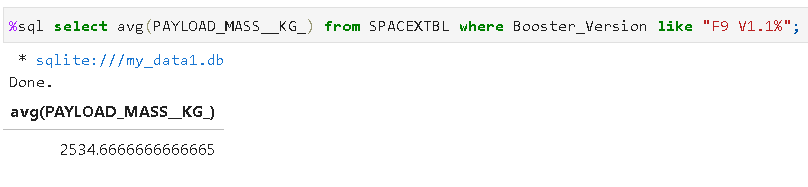 %sql select avg(PAYLOAD_MASS__KG_) from SPACEXTBL where Booster_Version like "F9 V1.1%";
* sqlite:///my_data1.db
Done.
avg(PAYLOAD_MASS__KG_)
2534.6666666666665